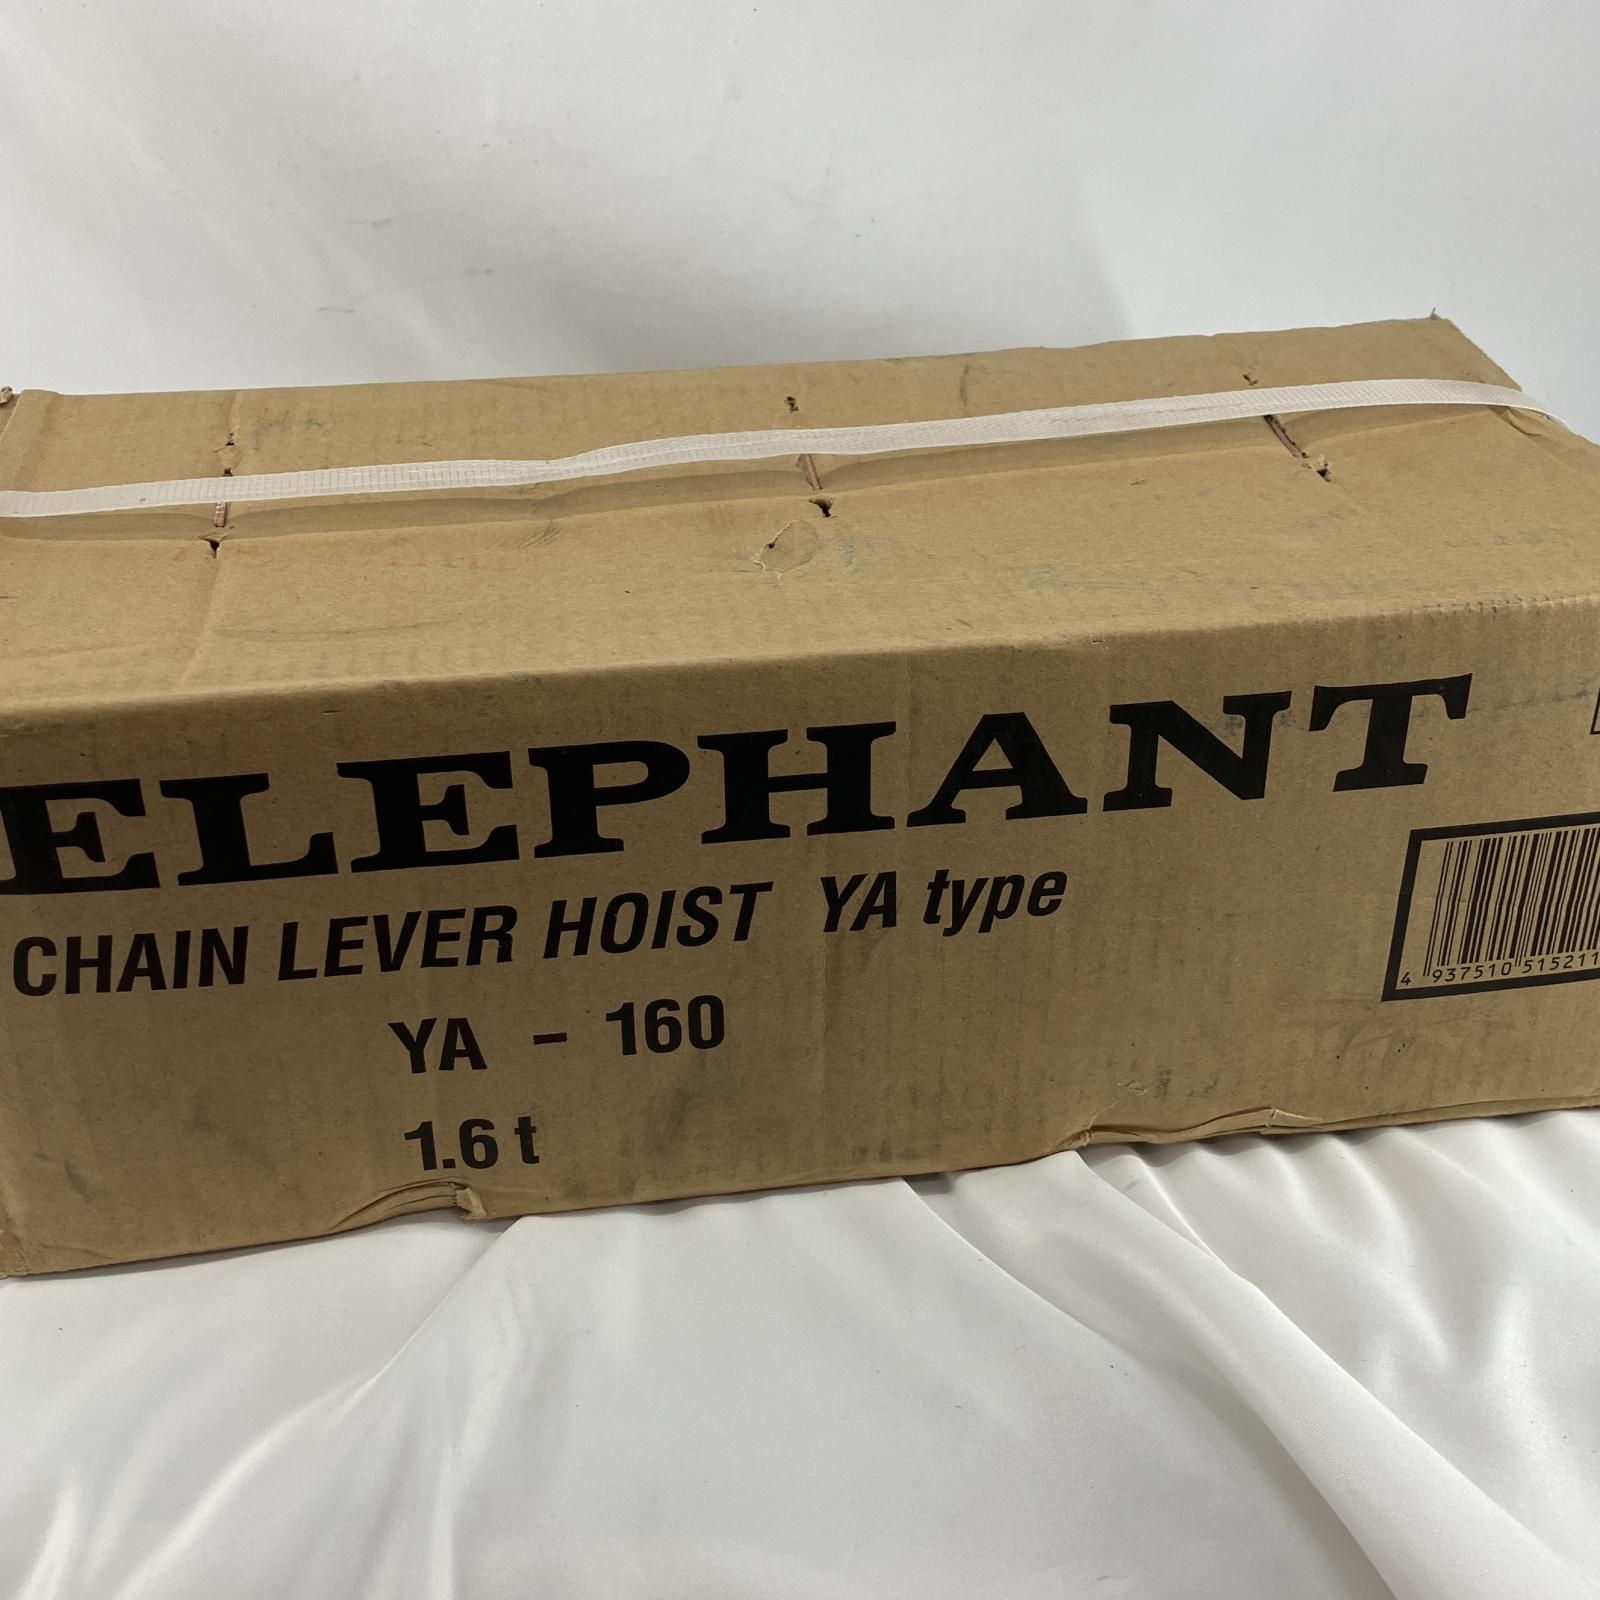 ELEPHANT
CHAIN LEVER HOIST YA type
YA - 160
1.6 t
4 937510 515211